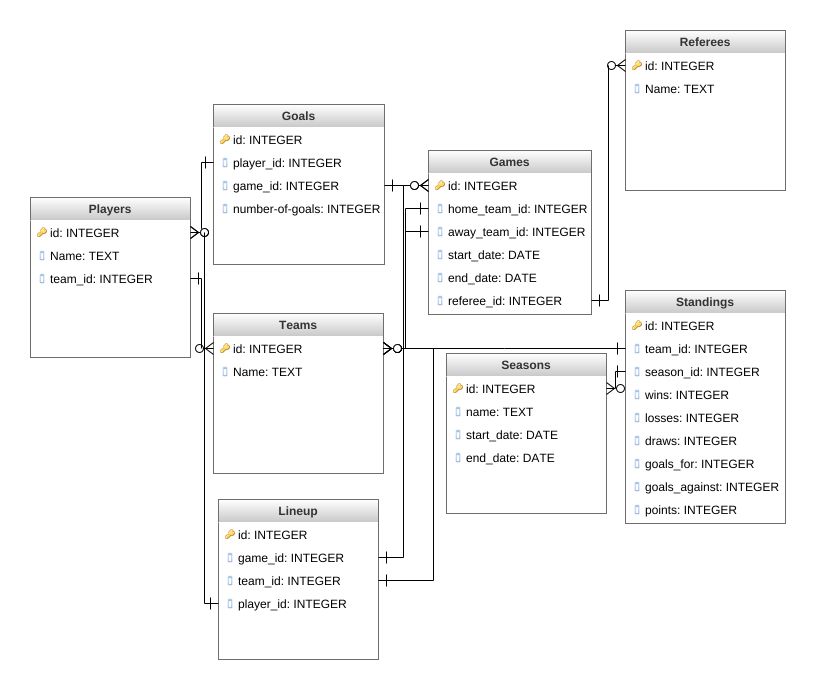 Referees
id: INTEGER
Name: TEXT
Goals
id: INTEGER
player_id: INTEGER
game_id: INTEGER
number-of-goals: INTEGER
Games
id: INTEGER
home_team_id: INTEGER
away_team_id: INTEGER
start_date: DATE
end_date: DATE
referee_id: INTEGER
Players
id: INTEGER
Name: TEXT
team_id: INTEGER
Teams
id: INTEGER
Name: TEXT
Standings
id: INTEGER
team_id: INTEGER
season_id: INTEGER
wins: INTEGER
losses: INTEGER
draws: INTEGER
goals_for: INTEGER
goals_against: INTEGER
points: INTEGER
Seasons
id: INTEGER
name: TEXT
start_date: DATE
end_date: DATE
Lineup
id: INTEGER
game_id: INTEGER
team_id: INTEGER
player_id: INTEGER